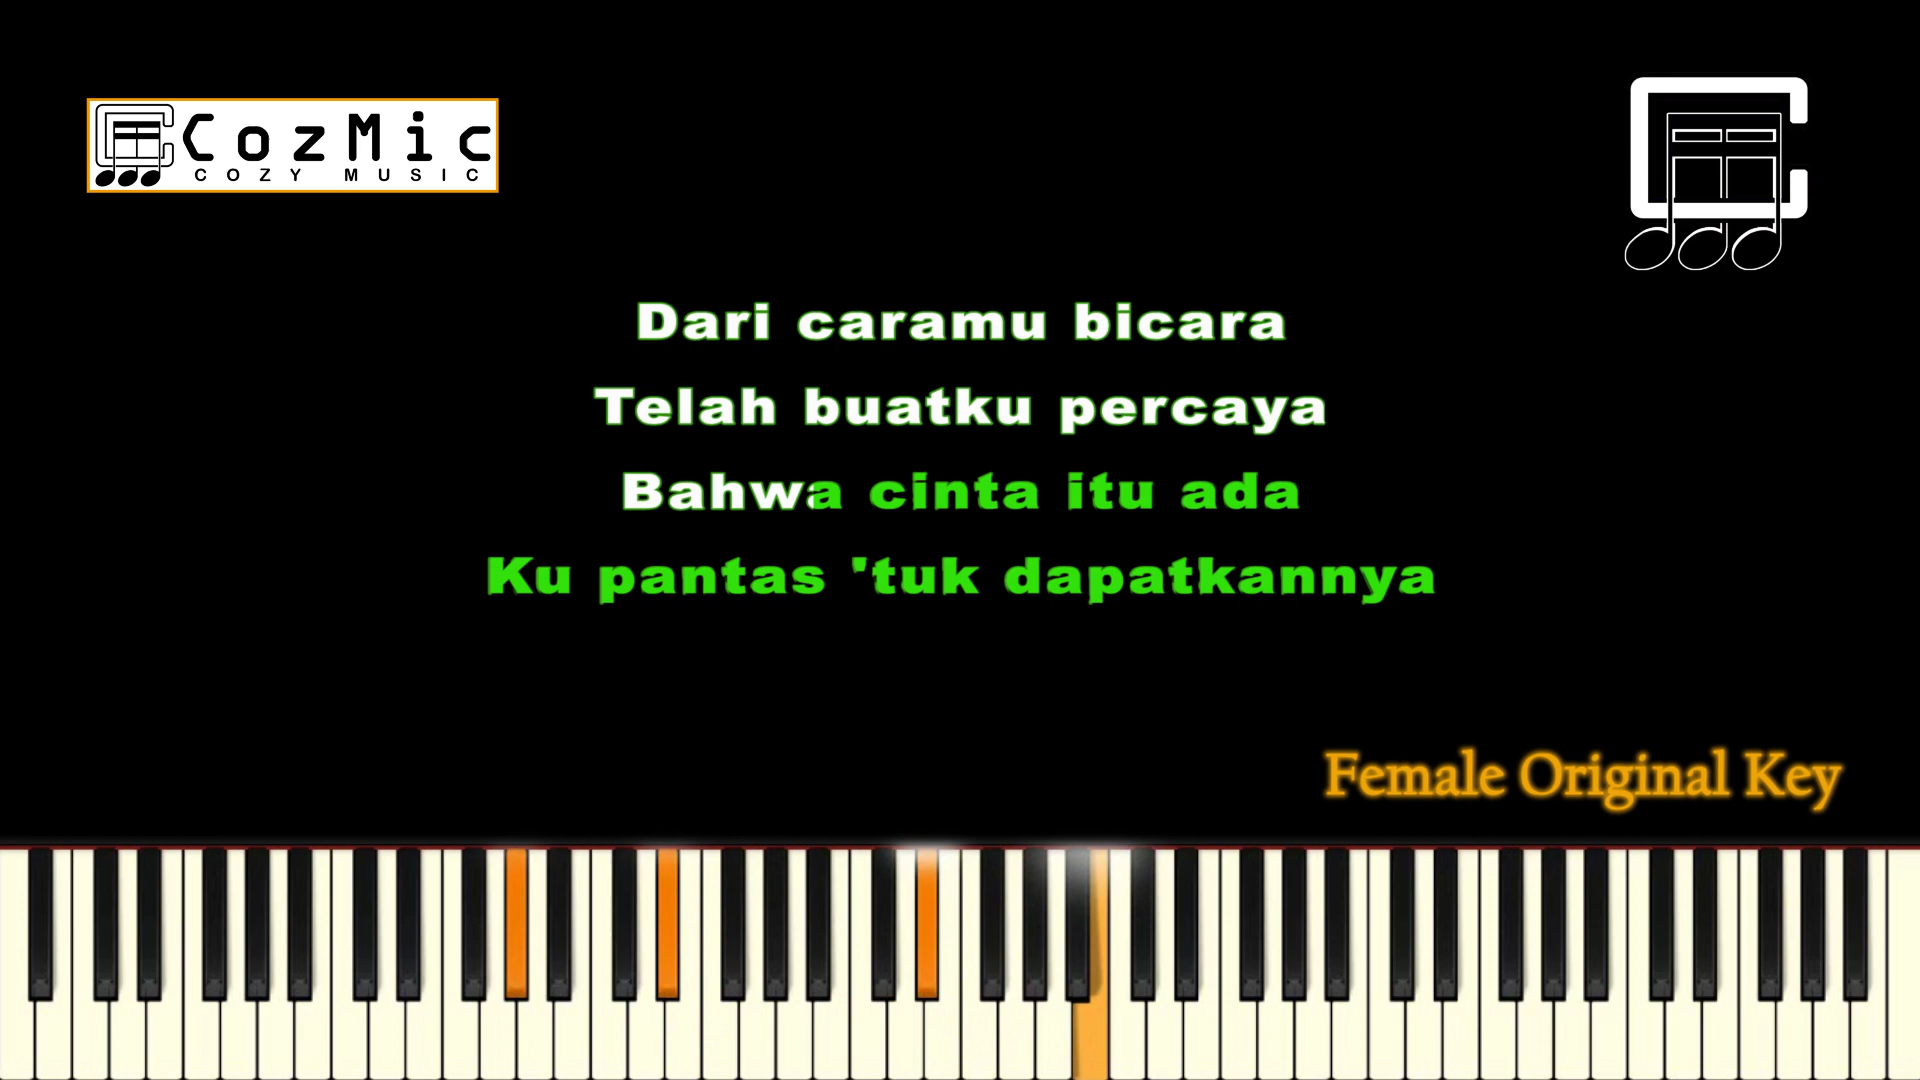 CozMic
COZY MUSIC
Dari caramu bicara
Telah buatku percaya
Bahwa cinta itu ada
Ku pantas 'tuk dapatkannya
Female Original Key